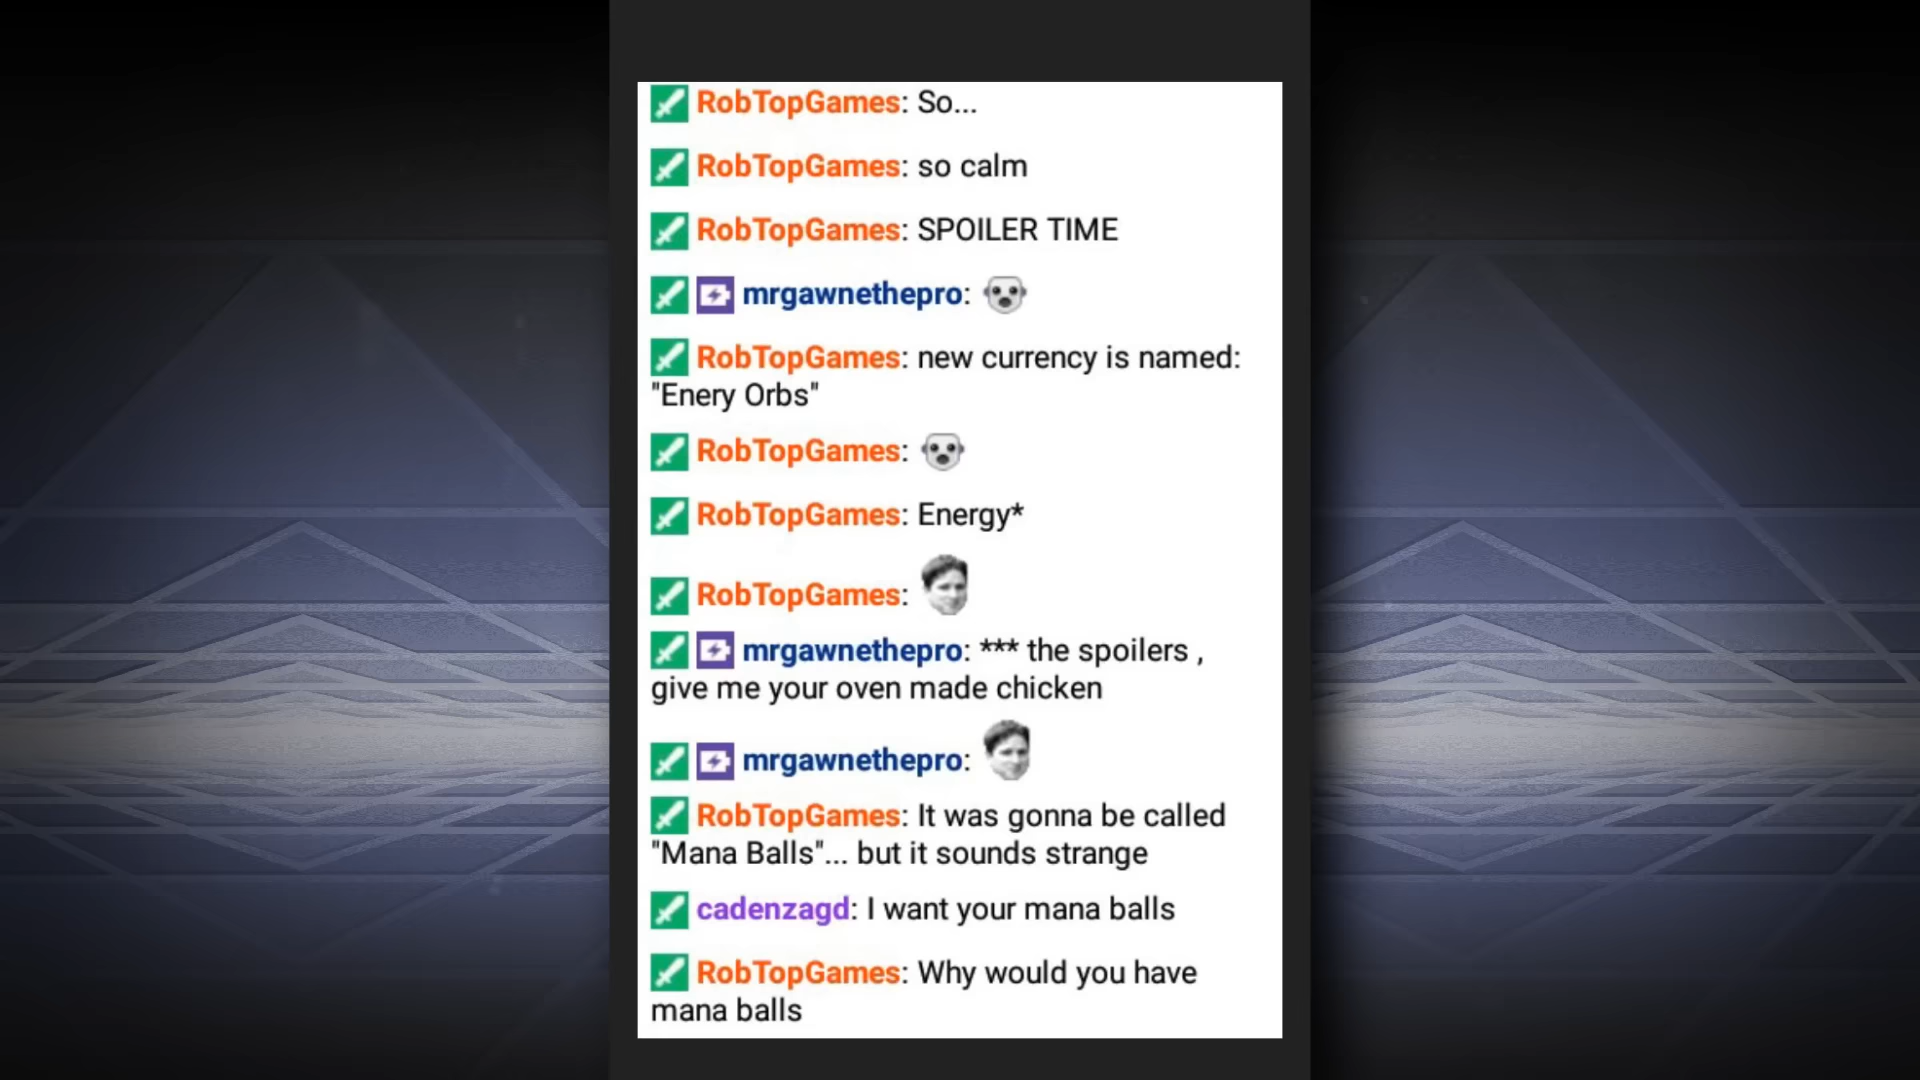 RobTopGames: So...
RobTopGames: so calm
RobTopGames: SPOILER TIME
mrgawnethepro:
RobTopGames: new currency is named:
"Enery Orbs"
RobTopGames:
RobTopGames: Energy*
RobTopGames:
mrgawnethepro: *** the spoilers ,
give me your oven made chicken
mrgawnethepro:
RobTopGames: It was gonna be called
"Mana Balls"... but it sounds strange
cadenzagd: I want your mana balls
RobTopGames: Why would you have
mana balls